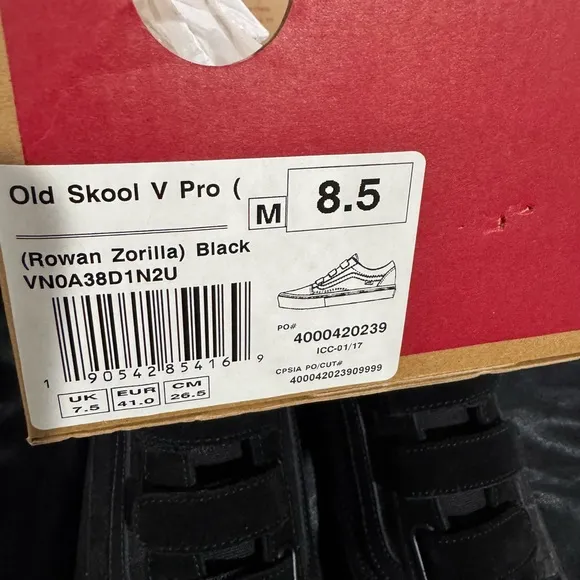 Old Skool V Pro (
M
8.5
(Rowan Zorilla) Black
VN0A38D1N2U
PO# 4000420239
ICC-01/17
CPSIA PO/CUT#
400042023909999
1 90542 85416 9
UK 7.5
EUR 41.0
CM 26.5